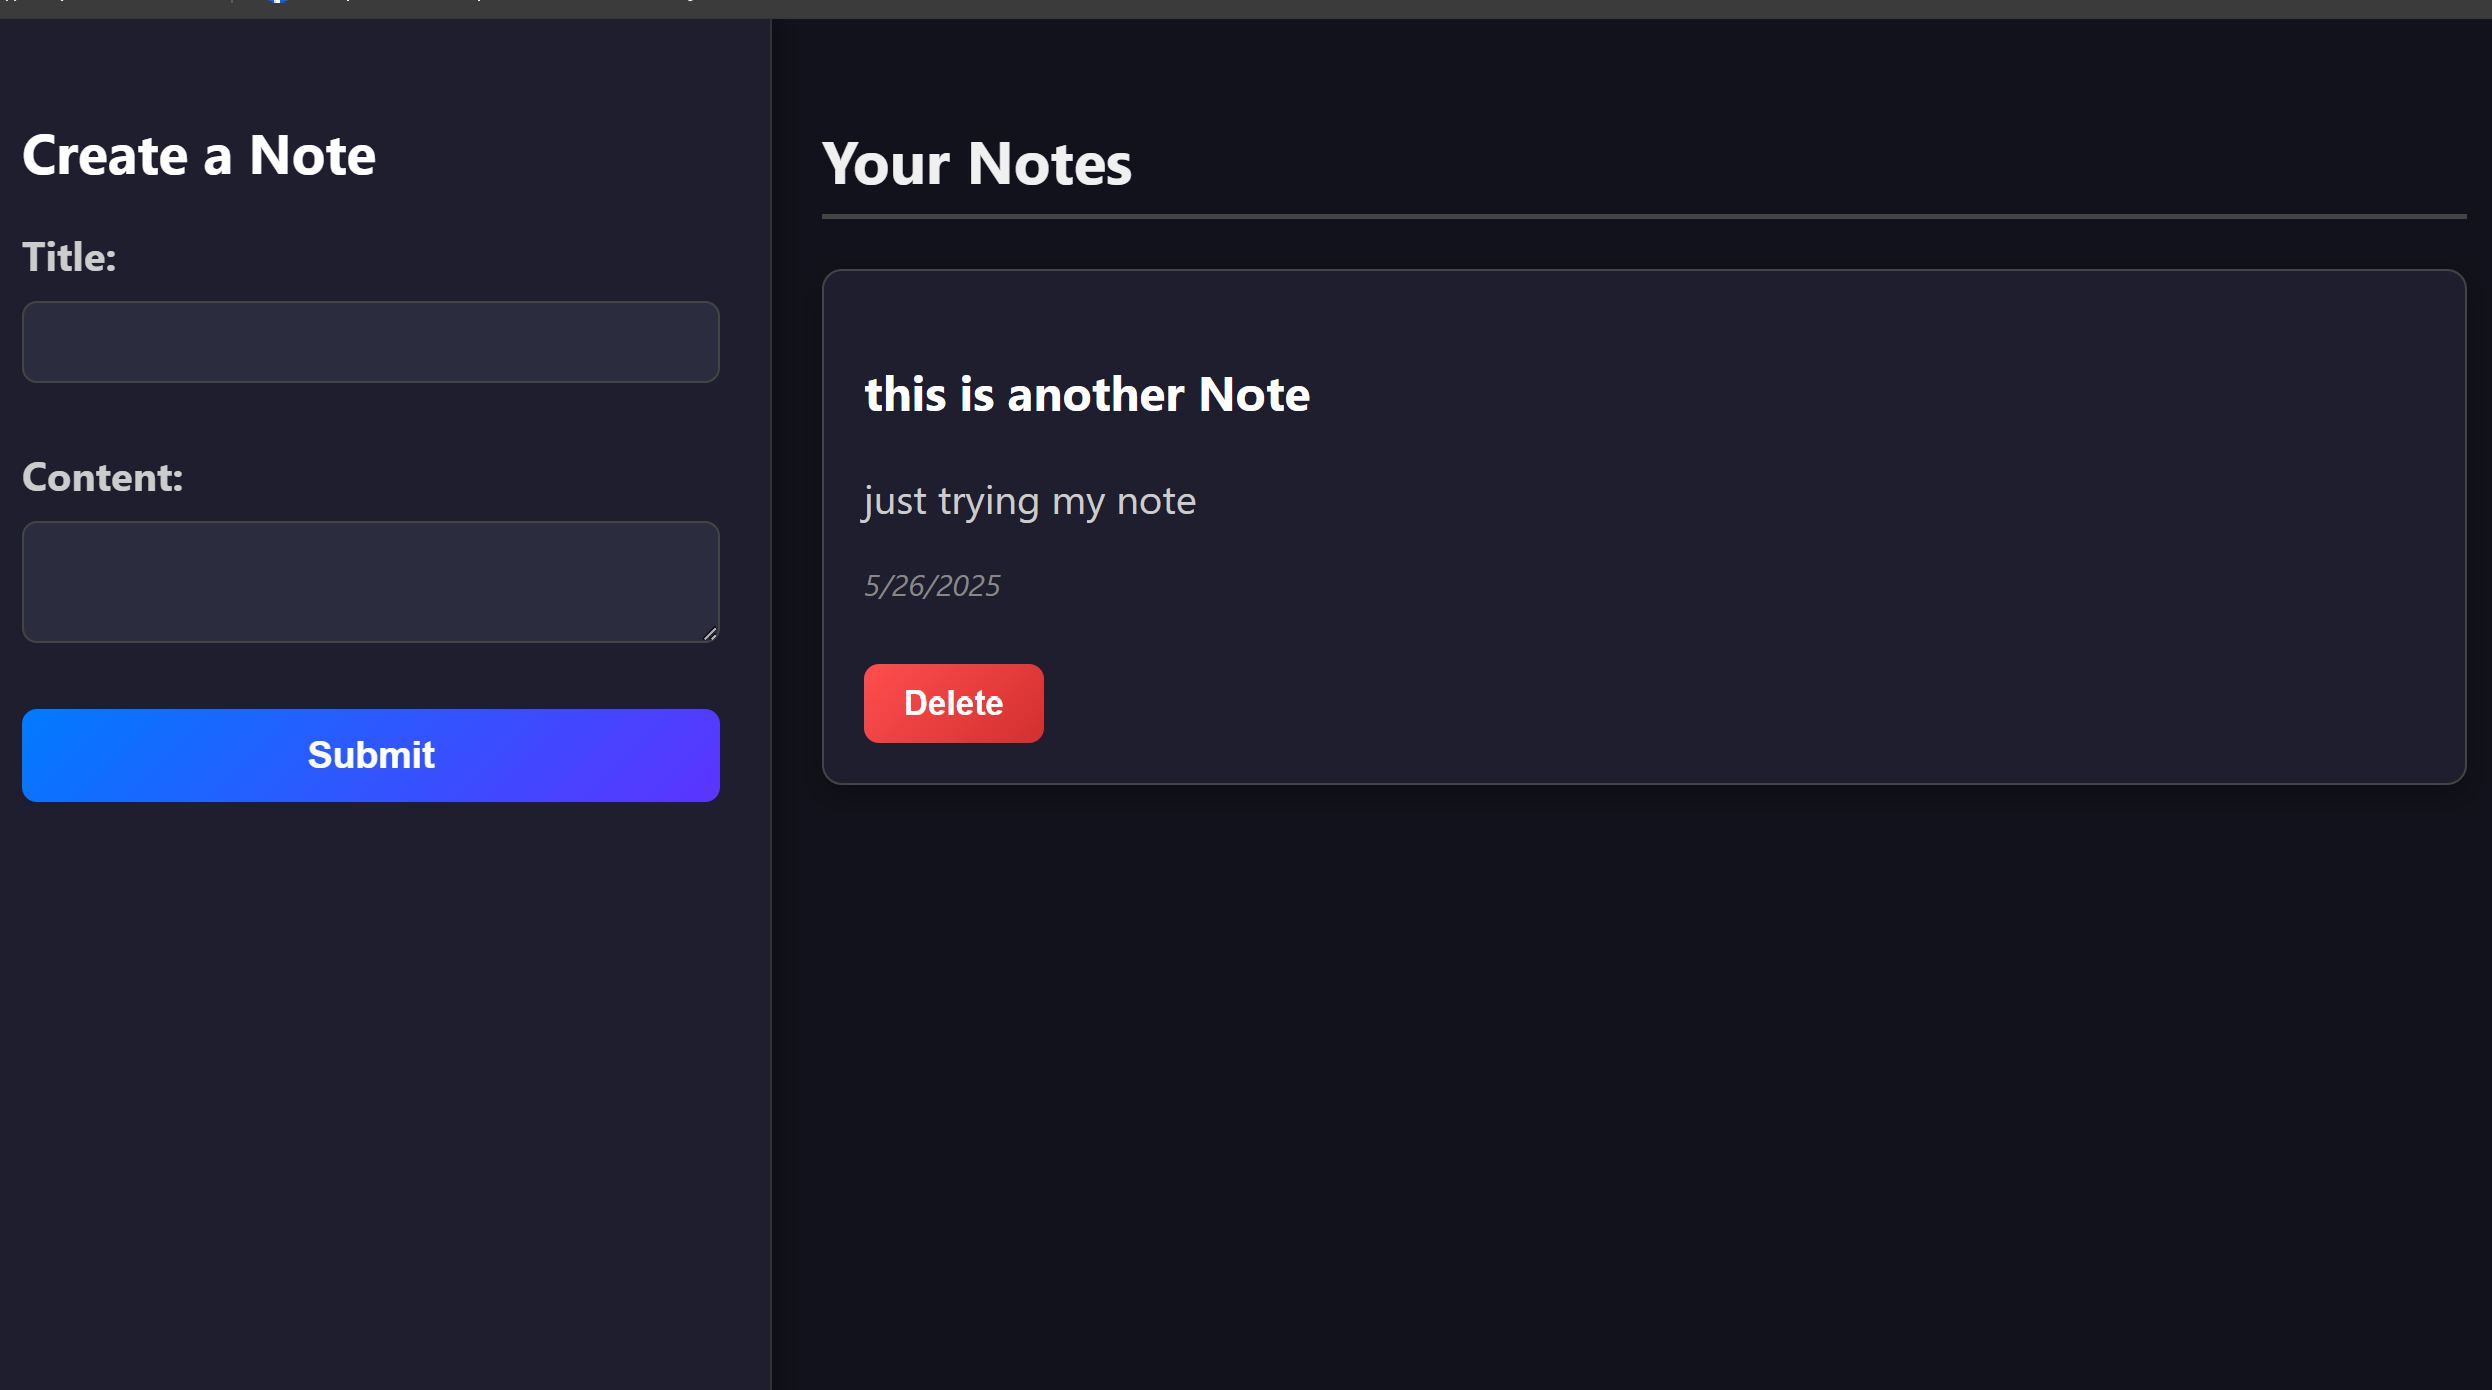 Create a Note
Title:
Content:
Submit
Your Notes
this is another Note
just trying my note
5/26/2025
Delete